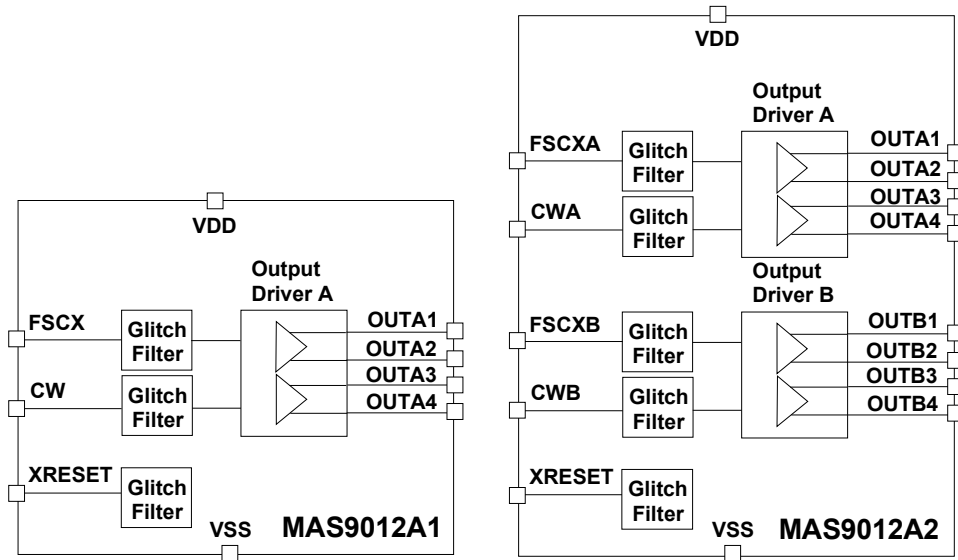 VDD
Output
Driver A
FSCX
Glitch
Filter
OUTA1
OUTA2
CW
Glitch
Filter
OUTA3
OUTA4
XRESET
Glitch
Filter
VSS
MAS9012A1
VDD
Output
Driver A
FSCXA
Glitch
Filter
OUTA1
OUTA2
CWA
Glitch
Filter
OUTA3
OUTA4
Output
Driver B
FSCXB
Glitch
Filter
OUTB1
OUTB2
CWB
Glitch
Filter
OUTB3
OUTB4
XRESET
Glitch
Filter
VSS
MAS9012A2